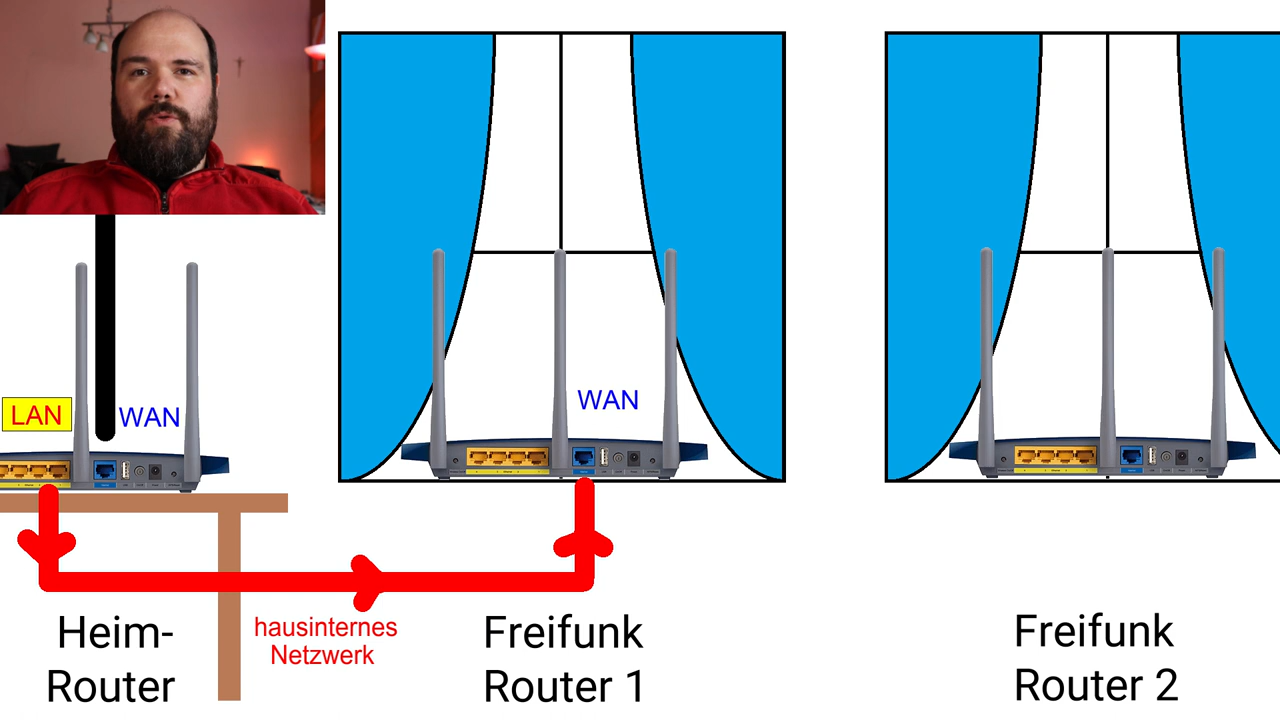 LAN
WAN
WAN
hausinternes
Netzwerk
Heim-
Router
Freifunk
Router 1
Freifunk
Router 2